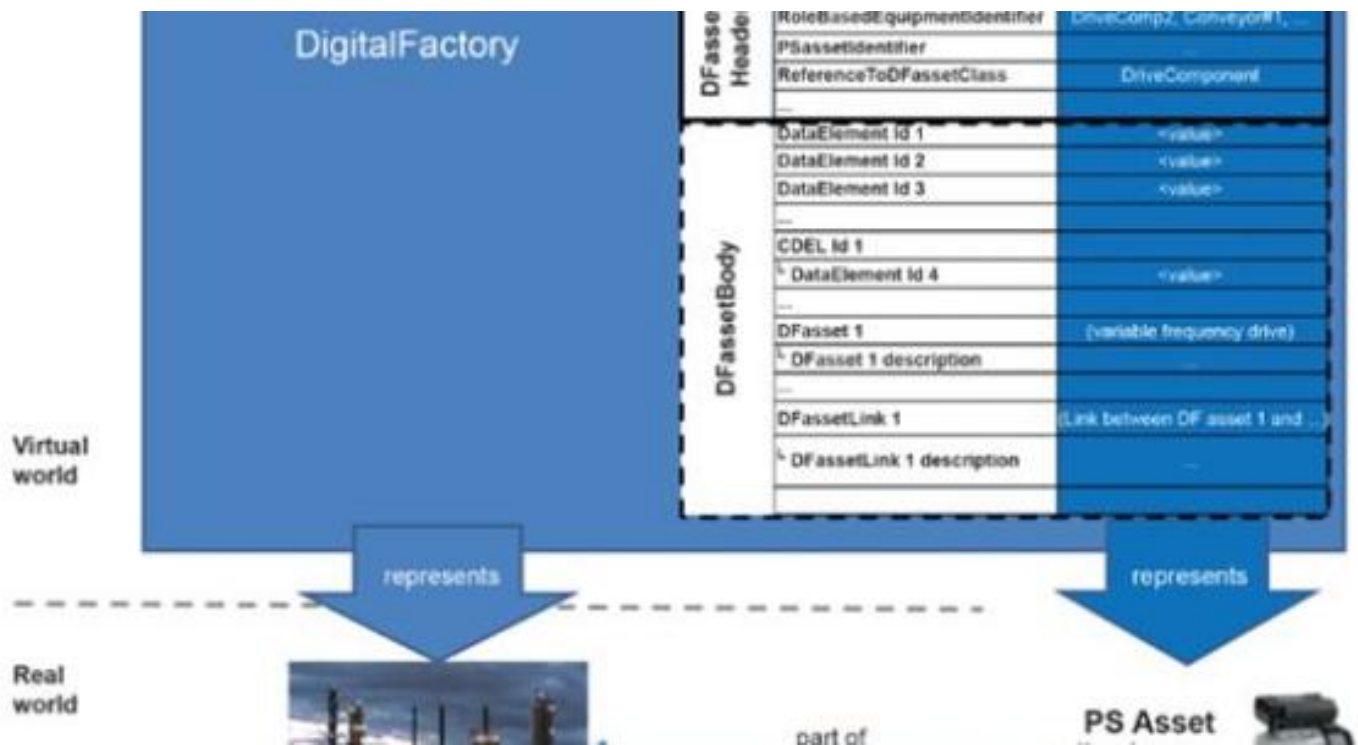 DigitalFactory
DFasse
Header
RoleBasedEquipmentIdentifier DriveComp2, Conveyor#1, ...
PSassetIdentifier ...
ReferenceToDFassetClass DriveComponent
...
DFassetBody
DataElement Id 1 <value>
DataElement Id 2 <value>
DataElement Id 3 <value>
...
CDEL Id 1
└ DataElement Id 4 <value>
...
DFasset 1 (variable frequency drive)
└ DFasset 1 description ...
...
DFassetLink 1 (Link between DF asset 1 and ...)
└ DFassetLink 1 description ...
Virtual
world
represents
represents
Real
world
part of
PS Asset